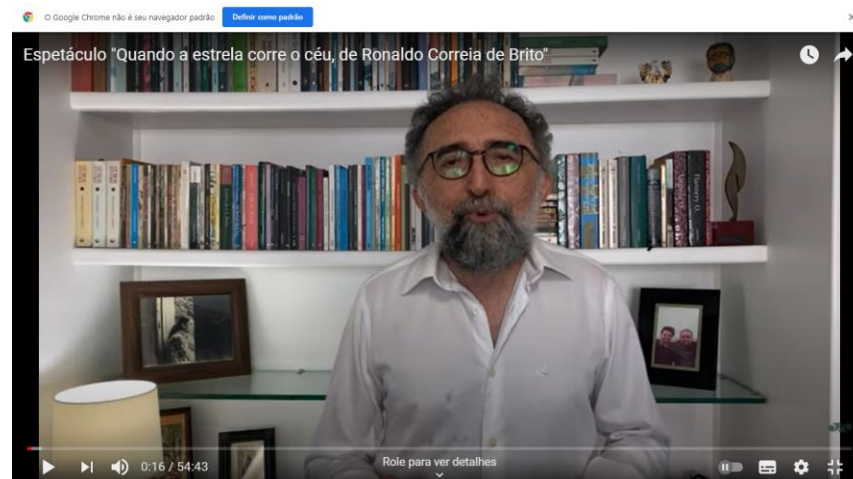 O Google Chrome não é seu navegador padrão Definir como padrão
Espetáculo "Quando a estrela corre o céu, de Ronaldo Correia de Brito"
Flannery O.
0:16 / 54:43
Role para ver detalhes